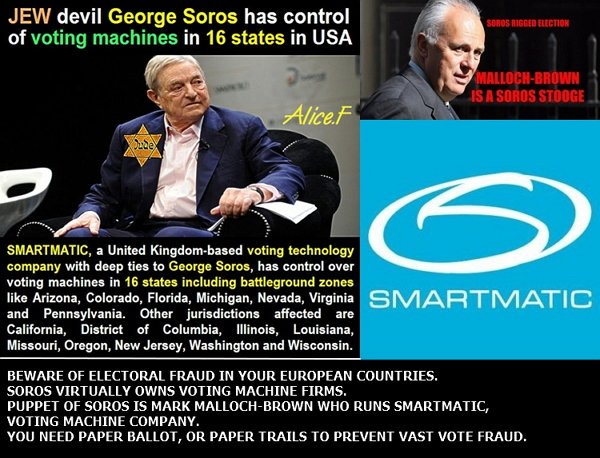 JEW devil George Soros has control
of voting machines in 16 states in USA
Alice.F
Jude
SMARTMATIC, a United Kingdom-based voting technology
company with deep ties to George Soros, has control over
voting machines in 16 states including battleground zones
like Arizona, Colorado, Florida, Michigan, Nevada, Virginia
and Pennsylvania. Other jurisdictions affected are
California, District of Columbia, Illinois, Louisiana,
Missouri, Oregon, New Jersey, Washington and Wisconsin.
SOROS RIGGED ELECTION
MALLOCH-BROWN
IS A SOROS STOOGE
SMARTMATIC
BEWARE OF ELECTORAL FRAUD IN YOUR EUROPEAN COUNTRIES.
SOROS VIRTUALLY OWNS VOTING MACHINE FIRMS.
PUPPET OF SOROS IS MARK MALLOCH-BROWN WHO RUNS SMARTMATIC,
VOTING MACHINE COMPANY.
YOU NEED PAPER BALLOT, OR PAPER TRAILS TO PREVENT VAST VOTE FRAUD.